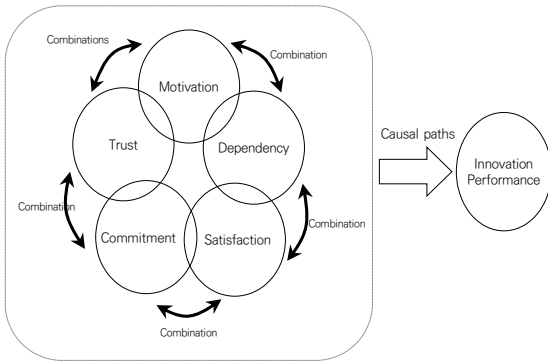 Combinations
Combination
Motivation
Trust
Dependency
Causal paths
Innovation
Performance
Combination
Combination
Commitment
Satisfaction
Combination